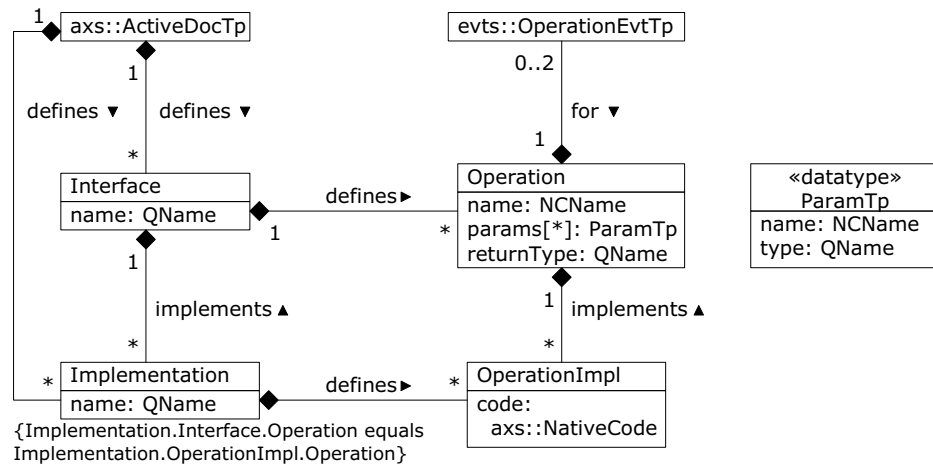 1
axs::ActiveDocTp
evts::OperationEvtTp
1
0..2
defines ▼
defines ▼
for ▼
*
1
Interface
name: QName
defines ►
1
*
Operation
name: NCName
params[*]: ParamTp
returnType: QName
«datatype»
ParamTp
name: NCName
type: QName
1
1
implements ▲
implements ▲
*
*
*
Implementation
name: QName
defines ►
*
OperationImpl
code:
axs::NativeCode
{Implementation.Interface.Operation equals
Implementation.OperationImpl.Operation}